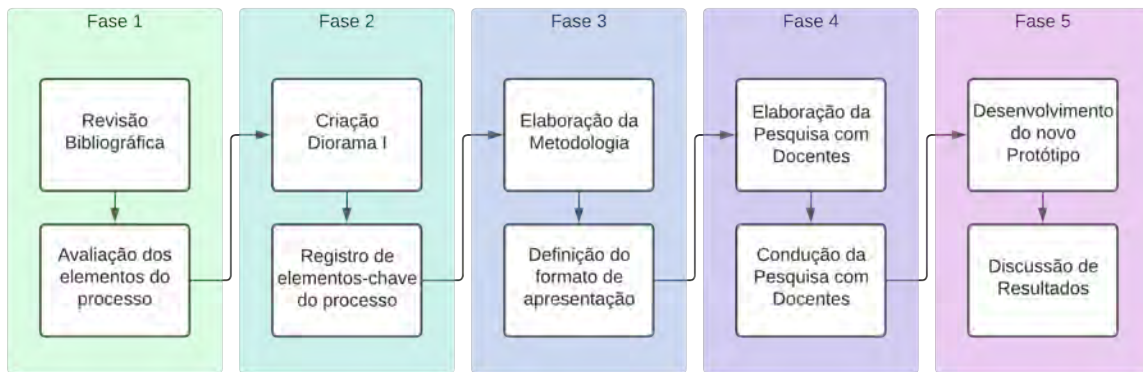 Fase 1
Revisão
Bibliográfica
Avaliação dos
elementos do
processo
Fase 2
Criação
Diorama I
Registro de
elementos-chave
do processo
Fase 3
Elaboração da
Metodologia
Definição do
formato de
apresentação
Fase 4
Elaboração da
Pesquisa com
Docentes
Condução da
Pesquisa com
Docentes
Fase 5
Desenvolvimento
do novo
Protótipo
Discussão de
Resultados